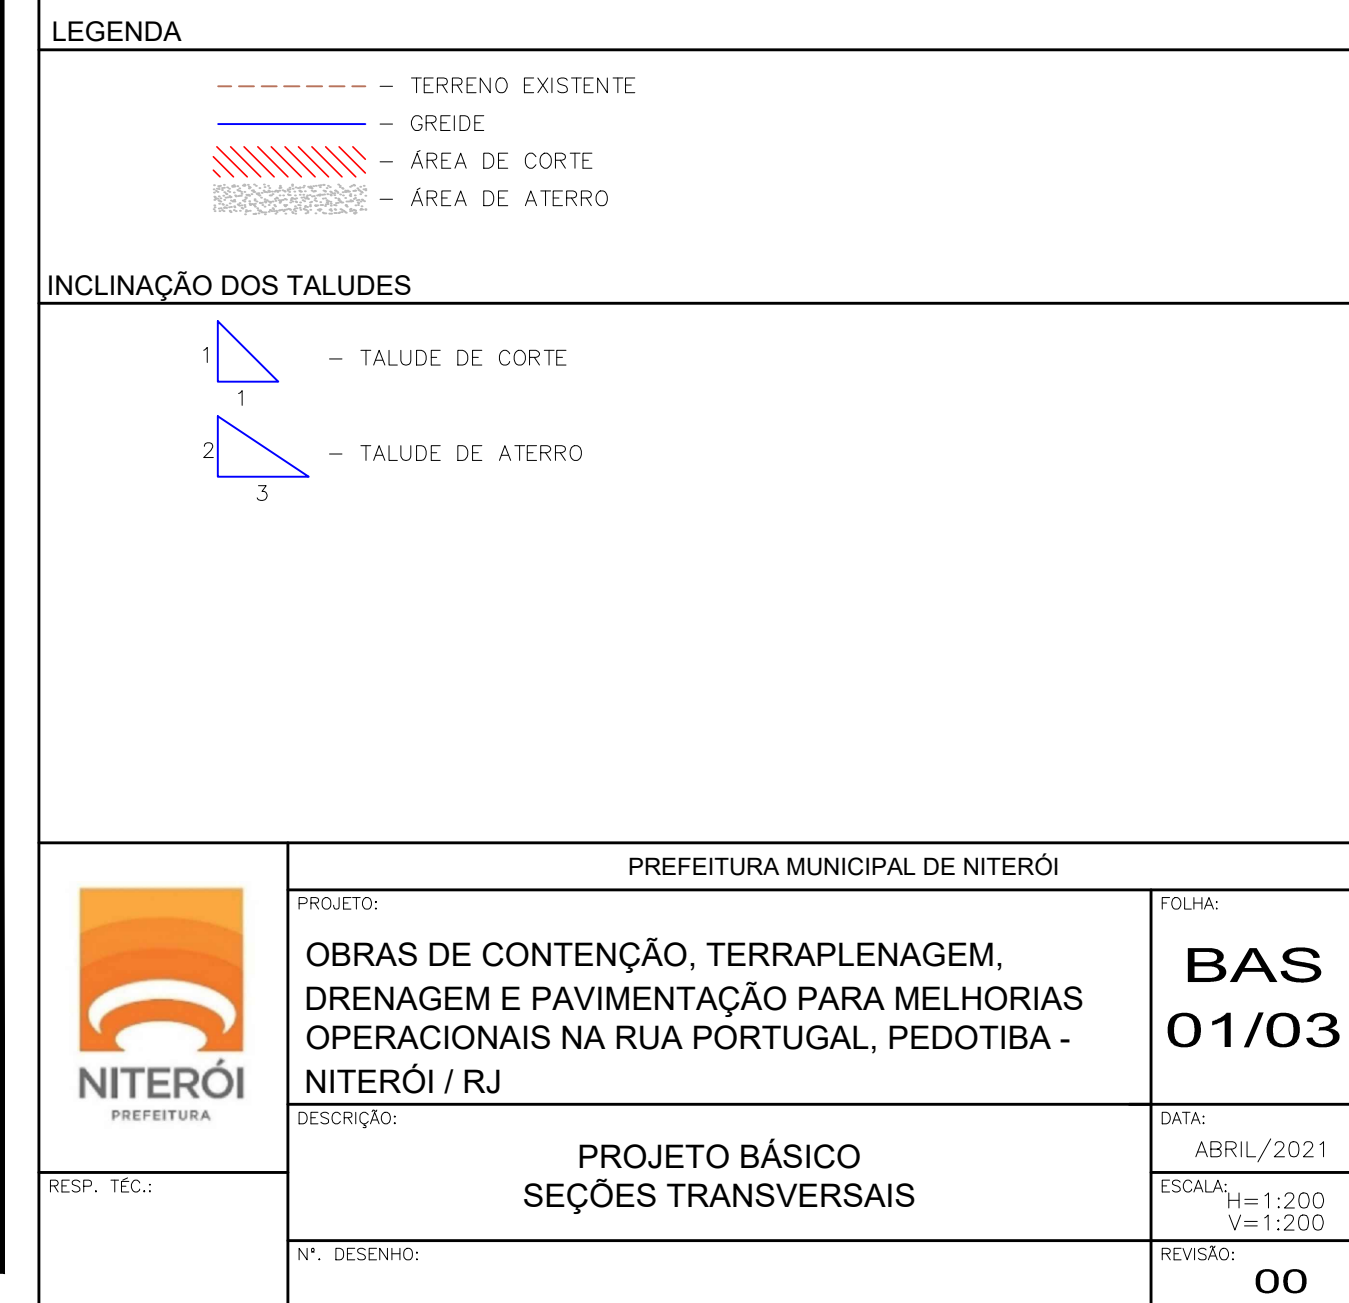 LEGENDA
– TERRENO EXISTENTE
– GREIDE
– ÁREA DE CORTE
– ÁREA DE ATERRO
INCLINAÇÃO DOS TALUDES
1
– TALUDE DE CORTE
1
2
– TALUDE DE ATERRO
3
PREFEITURA MUNICIPAL DE NITERÓI
NITERÓI
PREFEITURA
PROJETO:
OBRAS DE CONTENÇÃO, TERRAPLENAGEM,
DRENAGEM E PAVIMENTAÇÃO PARA MELHORIAS
OPERACIONAIS NA RUA PORTUGAL, PEDOTIBA -
NITERÓI / RJ
FOLHA:
BAS
01/03
DESCRIÇÃO:
PROJETO BÁSICO
SEÇÕES TRANSVERSAIS
DATA:
ABRIL/2021
RESP. TÉC.:
ESCALA:
H=1:200
V=1:200
Nº. DESENHO:
REVISÃO:
00